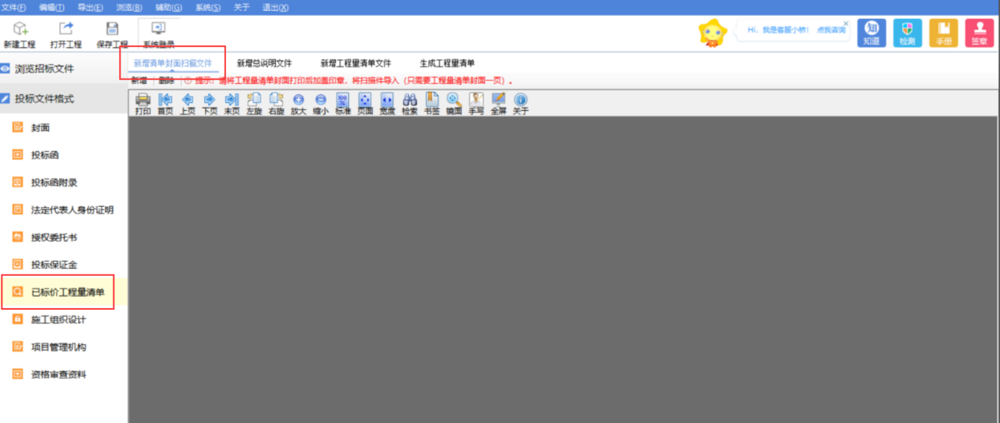 文件(F) 编辑(T) 导出(E) 浏览(B) 辅助(G) 系统(S) 关于 退出(X)
新建工程 打开工程 保存工程 系统登录
Hi，我是客服小桥！ 点我咨询
知 知道 检测 手册 签章
浏览招标文件
新增清单封面扫描文件 新增总说明文件 新增工程量清单文件 生成工程量清单
新增 删除 提示：请将工程量清单封面打印后加盖印章，将扫描件导入（只需要工程量清单封面一页）。
投标文件格式
打印 首页 上页 下页 末页 左旋 右旋 放大 缩小 标准 页面 宽度 检索 书签 镜面 手写 全屏 关于
封面
投标函
投标函附录
法定代表人身份证明
授权委托书
投标保证金
已标价工程量清单
施工组织设计
项目管理机构
资格审查资料